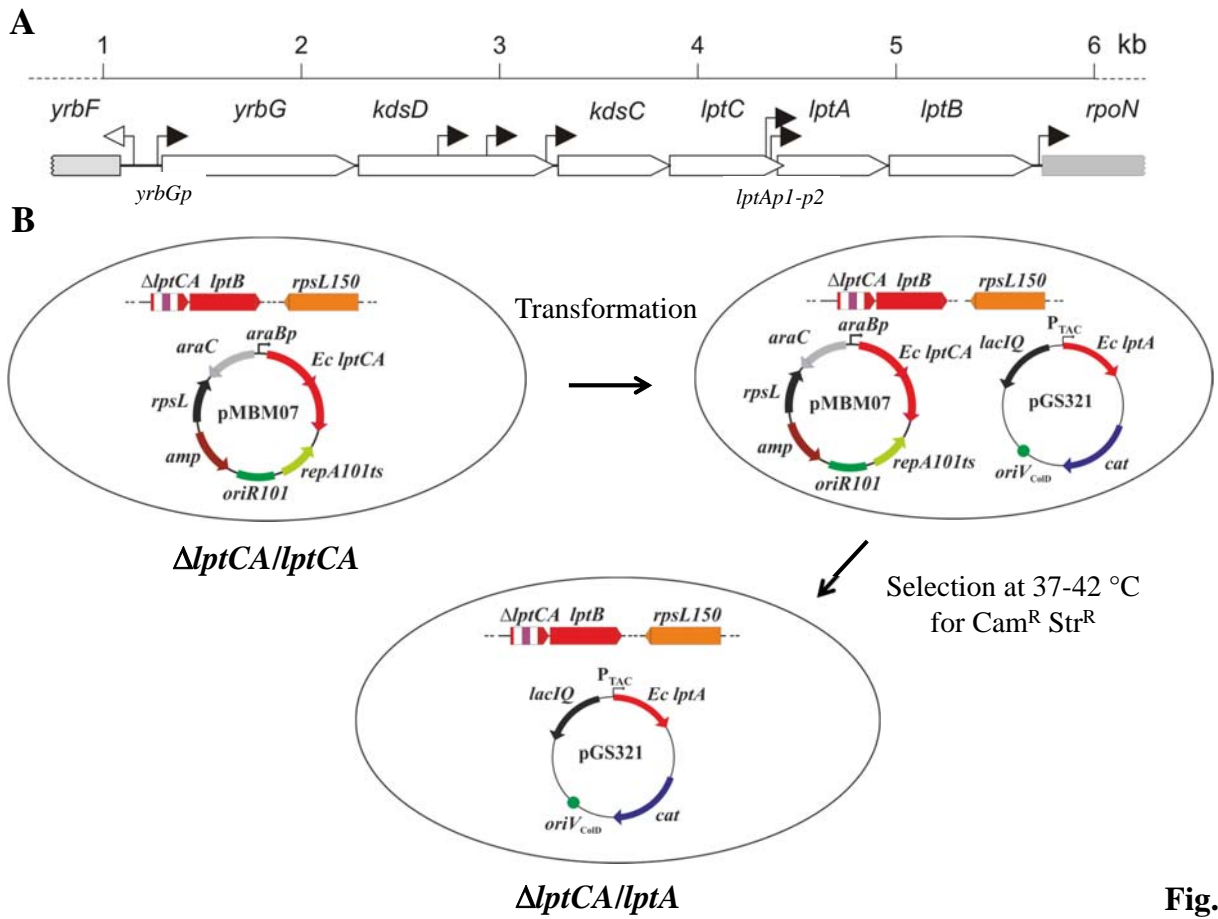 A
1 2 3 4 5 6 kb
yrbF yrbG kdsD kdsC lptC lptA lptB rpoN
yrbGp lptAp1-p2
B
ΔlptCA lptB rpsL150
araBp
araC Ec lptCA
rpsL pMBM07
amp repA101ts
oriR101
ΔlptCA/lptCA
Transformation
ΔlptCA lptB rpsL150
araBp PTAC
araC Ec lptCA lacIQ Ec lptA
rpsL pMBM07 pGS321
amp repA101ts oriVColD cat
oriR101
Selection at 37-42 °C
for CamR StrR
ΔlptCA lptB rpsL150
PTAC
lacIQ Ec lptA
pGS321
oriVColD cat
ΔlptCA/lptA
Fig.